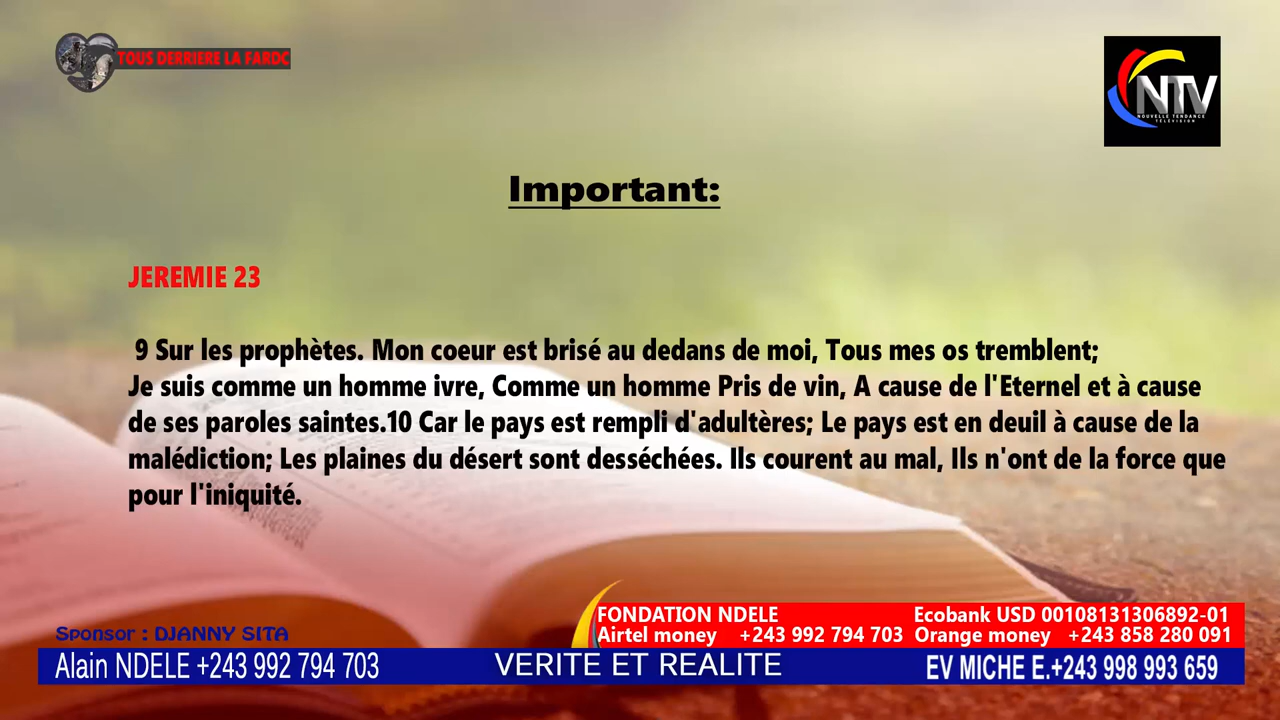 TOUS DERRIERE LA FARDC
NTV
NOUVELLE TENDANCE
TÉLÉVISION
Important:
JEREMIE 23
9 Sur les prophètes. Mon coeur est brisé au dedans de moi, Tous mes os tremblent;
Je suis comme un homme ivre, Comme un homme Pris de vin, A cause de l'Eternel et à cause
de ses paroles saintes.10 Car le pays est rempli d'adultères; Le pays est en deuil à cause de la
malédiction; Les plaines du désert sont desséchées. Ils courent au mal, Ils n'ont de la force que
pour l'iniquité.
FONDATION NDELE Ecobank USD 00108131306892-01
Airtel money +243 992 794 703 Orange money +243 858 280 091
Sponsor : DJANNY SITA
Alain NDELE +243 992 794 703 VERITE ET REALITE EV MICHE E.+243 998 993 659